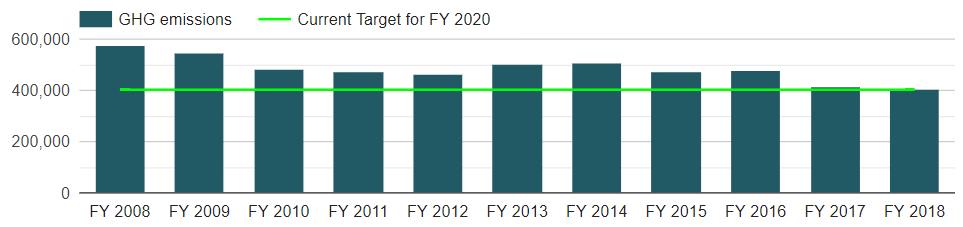 GHG emissions Current Target for FY 2020
600,000
400,000
200,000
0
FY 2008 FY 2009 FY 2010 FY 2011 FY 2012 FY 2013 FY 2014 FY 2015 FY 2016 FY 2017 FY 2018